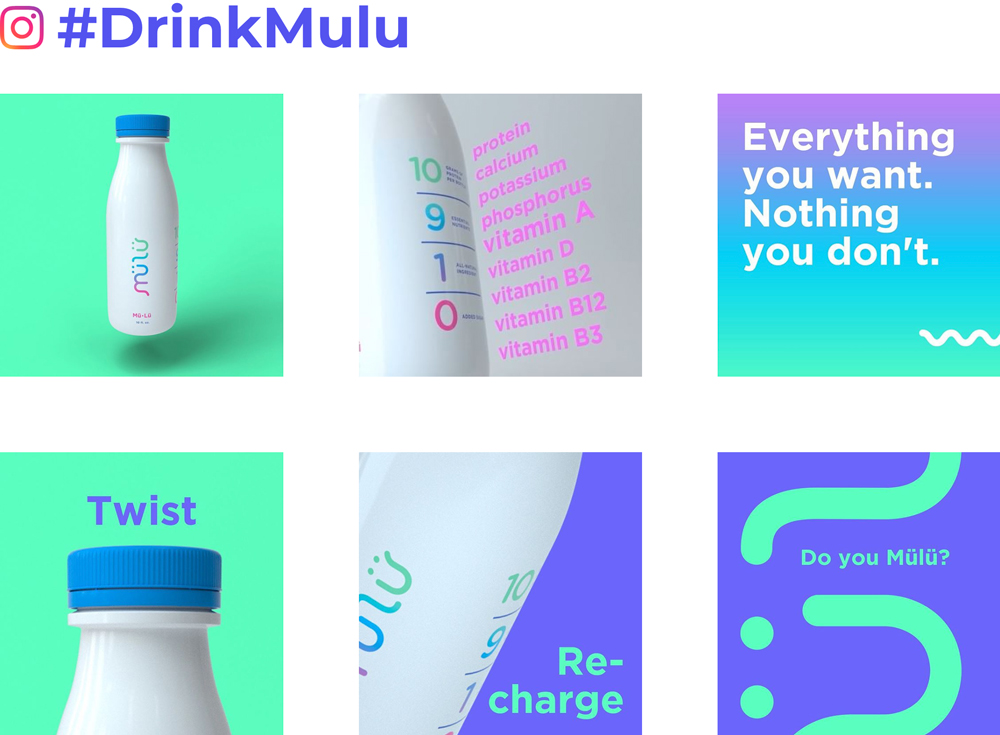 #DrinkMulu
mülü
Mü•Lü
10
9
1
0
protein
calcium
potassium
phosphorus
vitamin A
vitamin D
vitamin B2
vitamin B12
vitamin B3
Everything
you want.
Nothing
you don't.
Twist
mülü
10
9
1
Re-
charge
Do you Mülü?